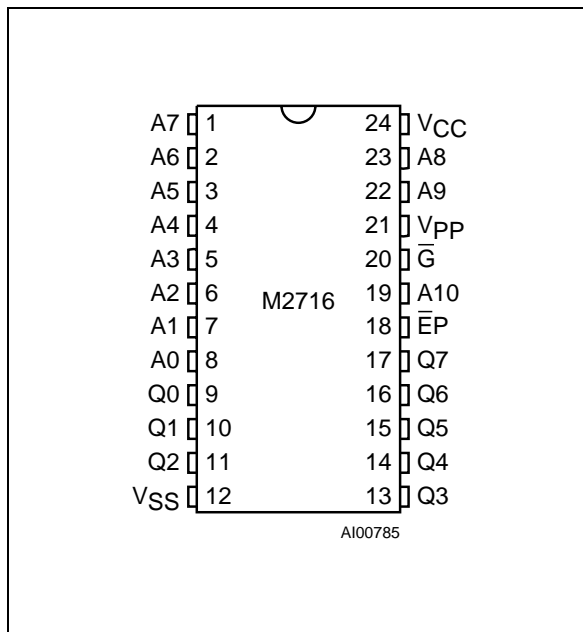 A7 1 24 VCC
A6 2 23 A8
A5 3 22 A9
A4 4 21 VPP
A3 5 20 G̅
A2 6 M2716 19 A10
A1 7 18 E̅P
A0 8 17 Q7
Q0 9 16 Q6
Q1 10 15 Q5
Q2 11 14 Q4
VSS 12 13 Q3
AI00785